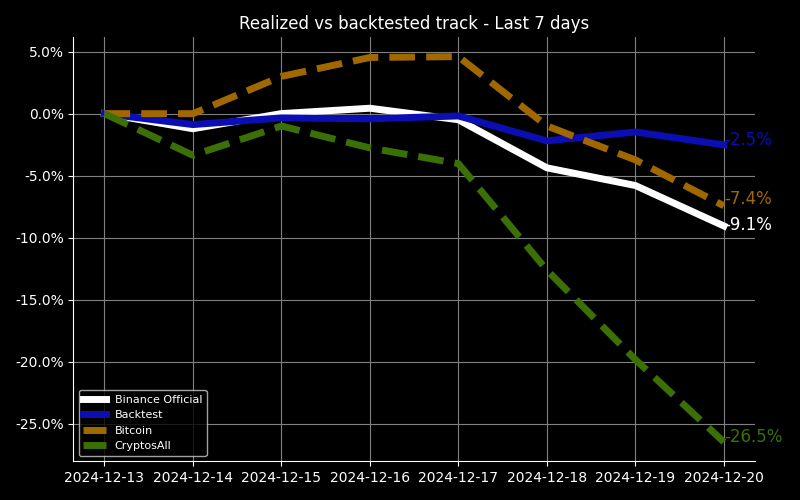 Realized vs backtested track - Last 7 days
5.0%
0.0%
-5.0%
-10.0%
-15.0%
-20.0%
-25.0%
-2.5%
-7.4%
-9.1%
-26.5%
Binance Official
Backtest
Bitcoin
CryptosAll
2024-12-13 2024-12-14 2024-12-15 2024-12-16 2024-12-17 2024-12-18 2024-12-19 2024-12-20